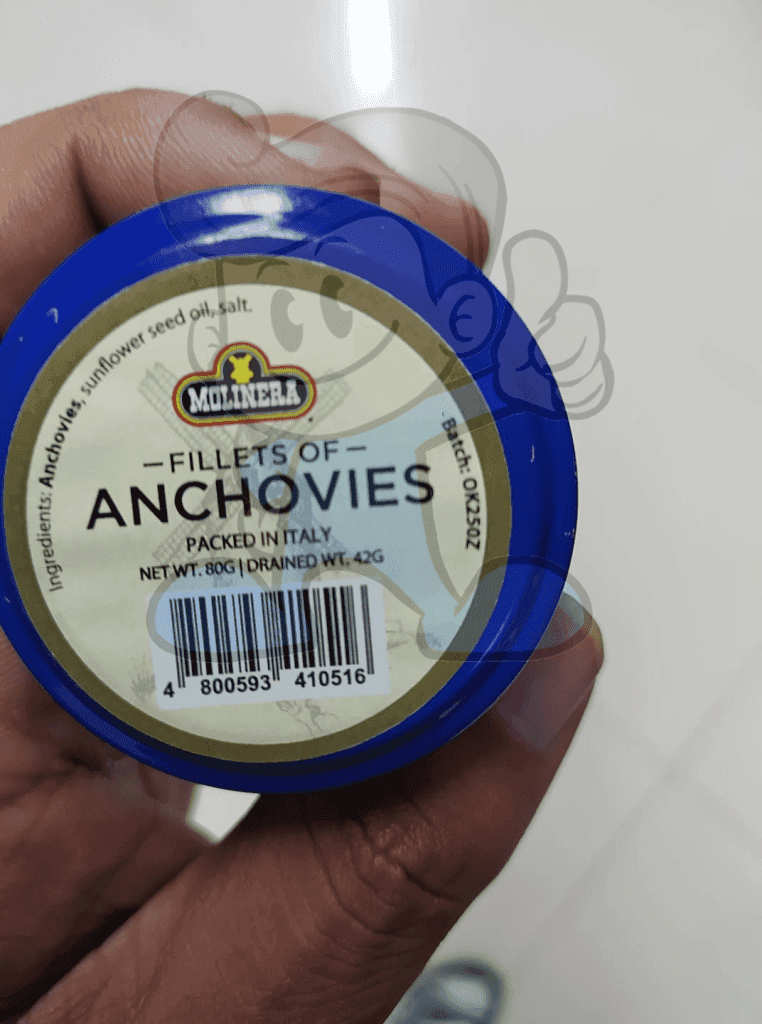 Ingredients: Anchovies, sunflower seed oil, salt.
MOLINERA
–FILLETS OF–
ANCHOVIES
PACKED IN ITALY
NET WT. 80G | DRAINED WT. 42G
4 800593 410516
Batch: OK250Z